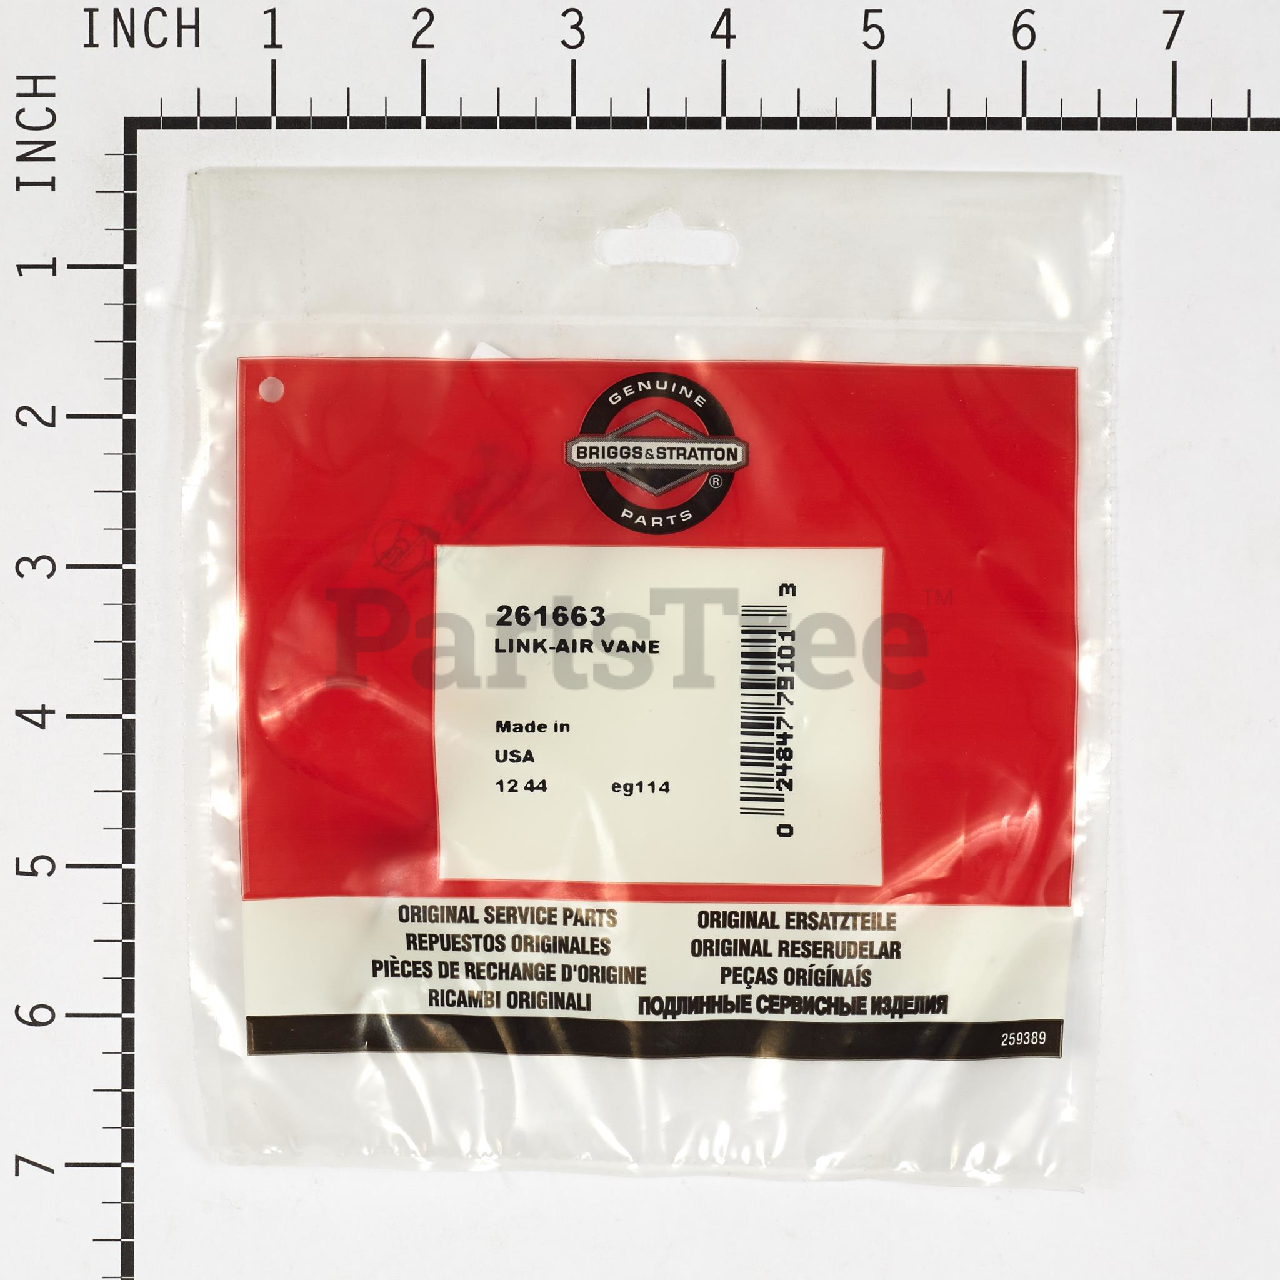 INCH 1 2 3 4 5 6 7
INCH
1
2
3
4
5
6
7
GENUINE
BRIGGS&STRATTON
®
PARTS
PartsTree™
261663
LINK-AIR VANE
Made in
USA
12 44 eg114
0 24847 79101 3
ORIGINAL SERVICE PARTS
REPUESTOS ORIGINALES
PIÈCES DE RECHANGE D'ORIGINE
RICAMBI ORIGINALI
ORIGINAL ERSATZTEILE
ORIGINAL RESERUDELAR
PEÇAS ORÍGÍNAÍS
ПОДЛИННЫЕ СЕРВИСНЫЕ ИЗДЕЛИЯ
259389